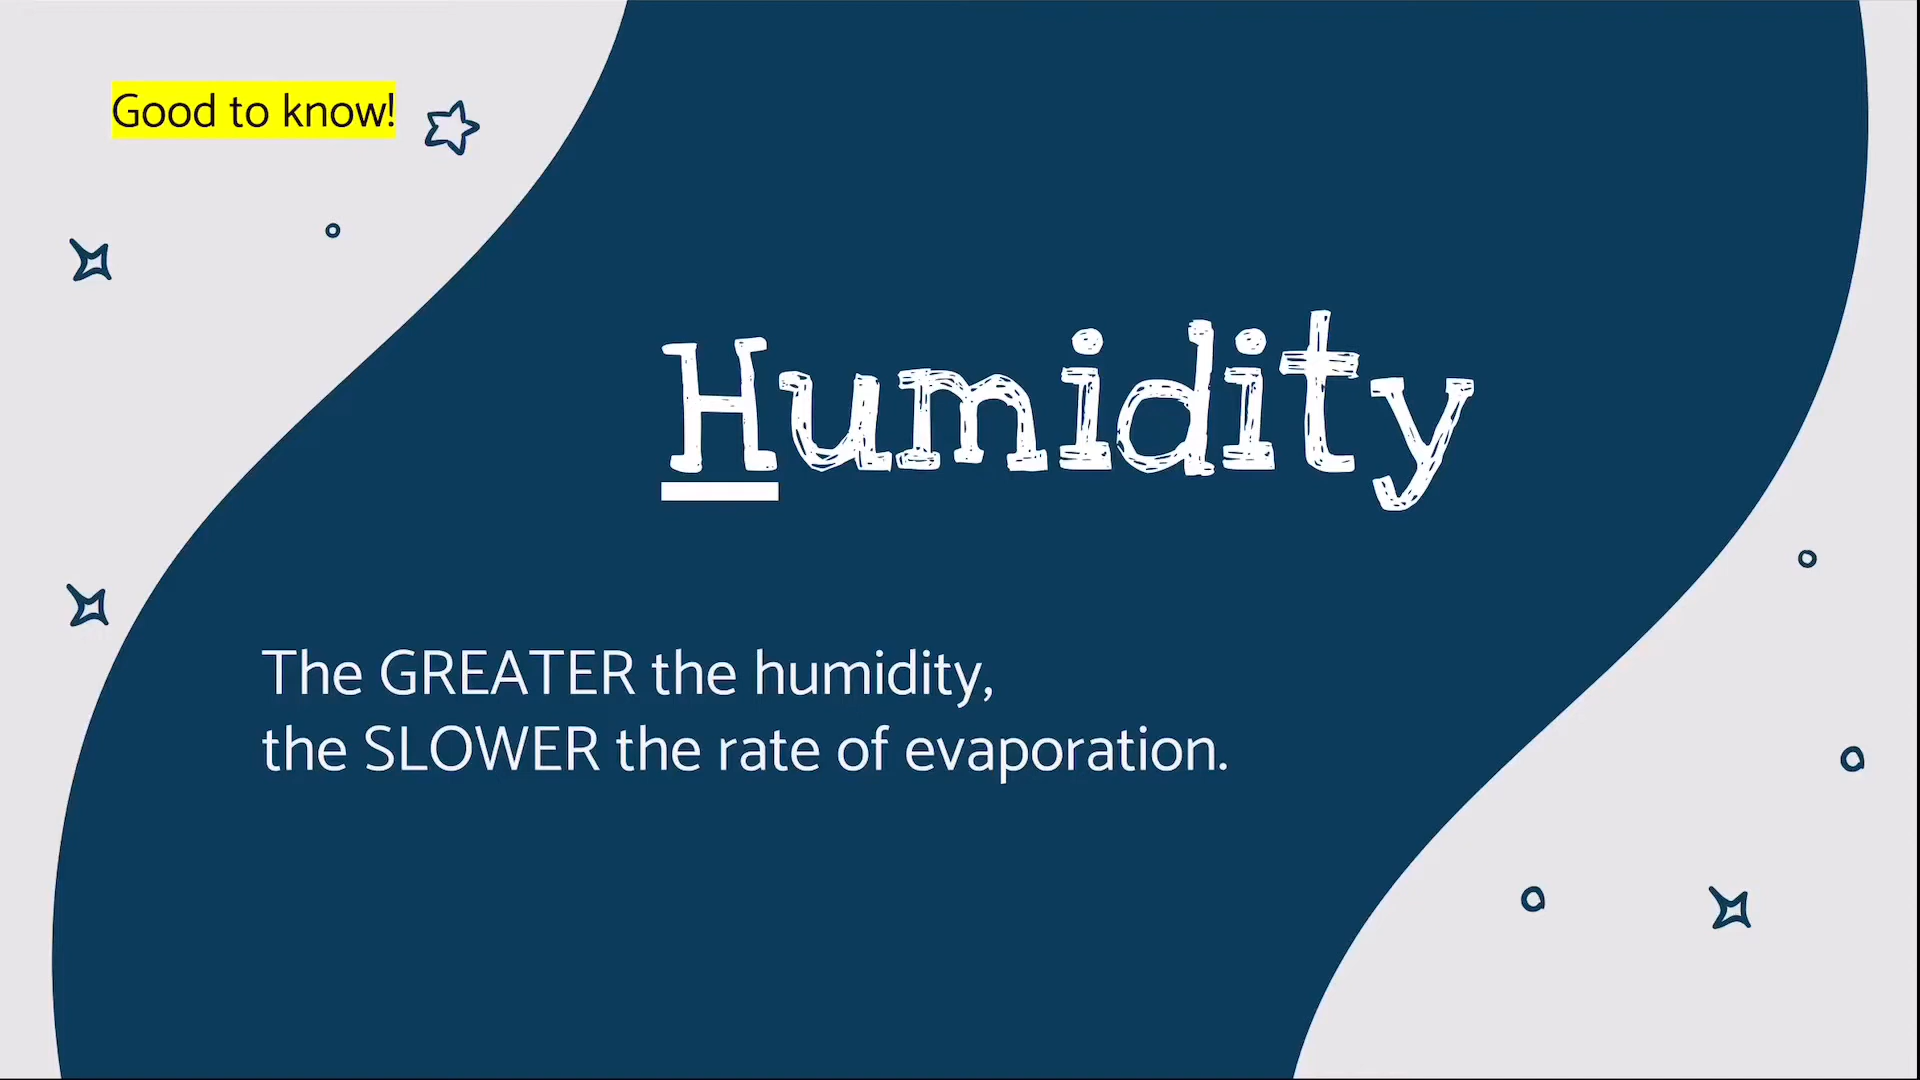 Good to know!
Humidity
The GREATER the humidity,
the SLOWER the rate of evaporation.